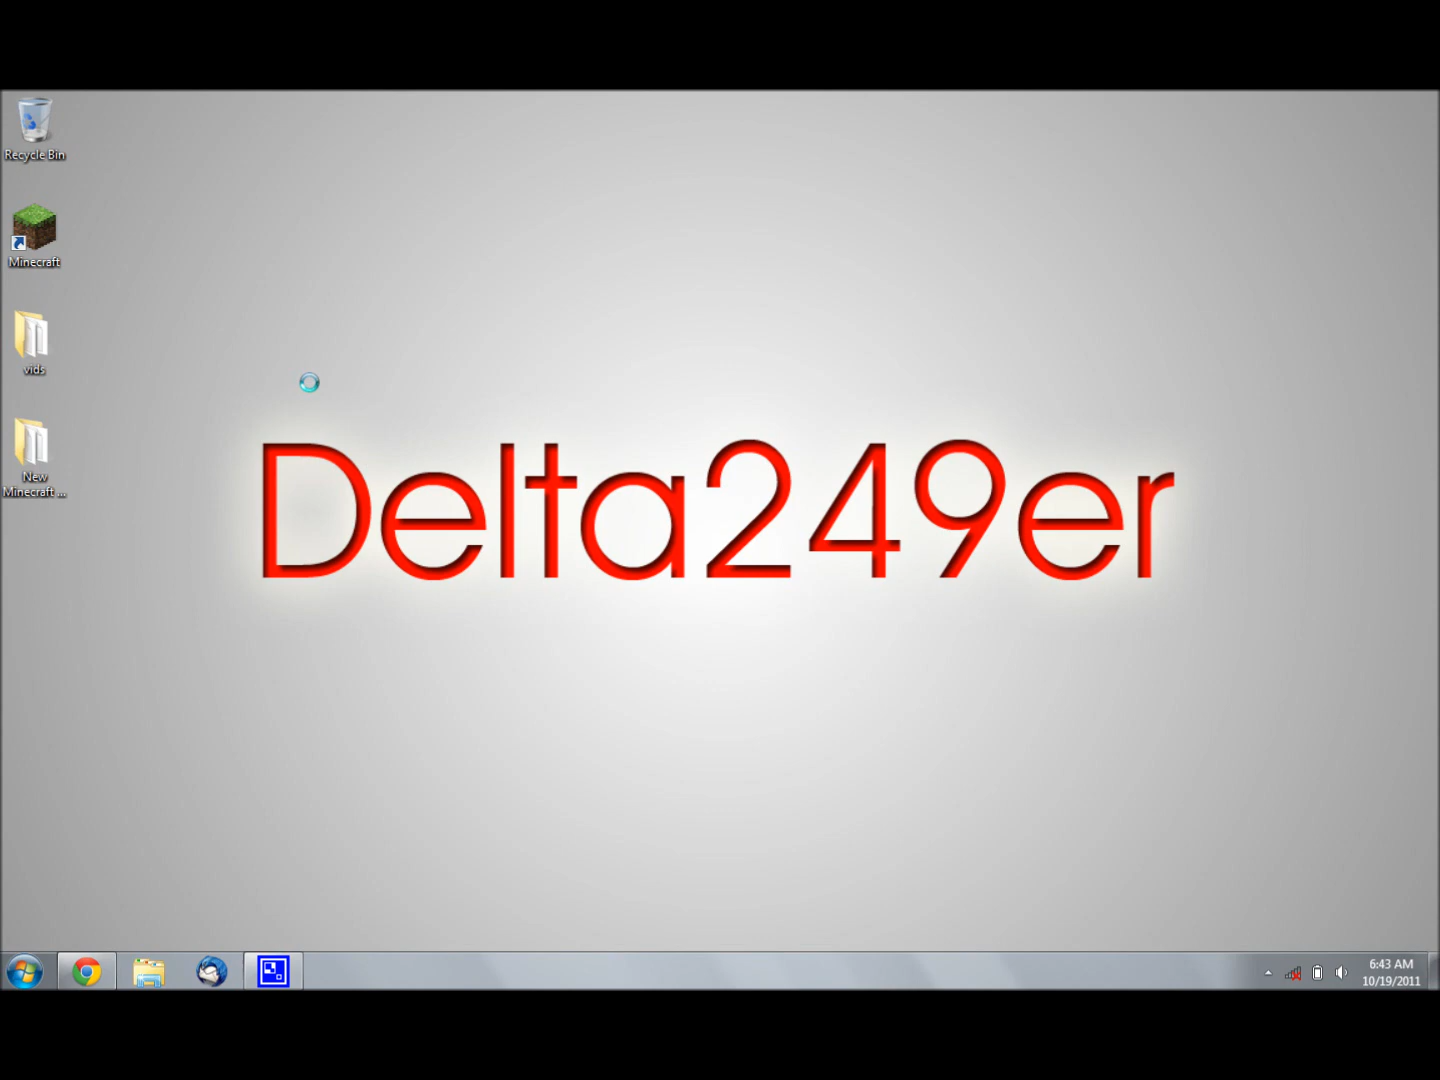 Recycle Bin
Minecraft
vids
New
Minecraft ...
Delta249er
6:43 AM
10/19/2011